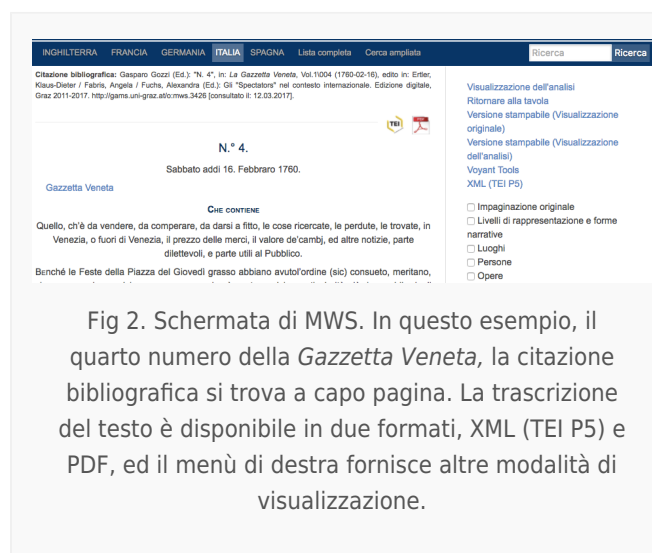 INGHILTERRA FRANCIA GERMANIA ITALIA SPAGNA Lista completa Cerca ampliata Ricerca Ricerca
Citazione bibliografica: Gasparo Gozzi (Ed.): "N. 4", in: La Gazzetta Veneta, Vol.1\004 (1760-02-16), edito in: Ertler,
Klaus-Dieter / Fabris, Angela / Fuchs, Alexandra (Ed.): Gli "Spectators" nel contesto internazionale. Edizione digitale,
Graz 2011-2017. http://gams.uni-graz.at/o:mws.3426 [consultato il: 12.03.2017].
TEI
N.° 4.
Sabbato addi 16. Febbraro 1760.
Gazzetta Veneta
Che contiene
Quello, ch'è da vendere, da comperare, da darsi a fitto, le cose ricercate, le perdute, le trovate, in
Venezia, o fuori di Venezia, il prezzo delle merci, il valore de'cambj, ed altre notizie, parte
dilettevoli, e parte utili al Pubblico.
Benché le Feste della Piazza del Giovedì grasso abbiano avutol'ordine (sic) consueto, meritano,
Visualizzazione dell'analisi
Ritornare alla tavola
Versione stampabile (Visualizzazione
originale)
Versione stampabile (Visualizzazione
dell'analisi)
Voyant Tools
XML (TEI P5)
Impaginazione originale
Livelli di rappresentazione e forme
narrative
Luoghi
Persone
Opere
Fig 2. Schermata di MWS. In questo esempio, il
quarto numero della Gazzetta Veneta, la citazione
bibliografica si trova a capo pagina. La trascrizione
del testo è disponibile in due formati, XML (TEI P5) e
PDF, ed il menù di destra fornisce altre modalità di
visualizzazione.